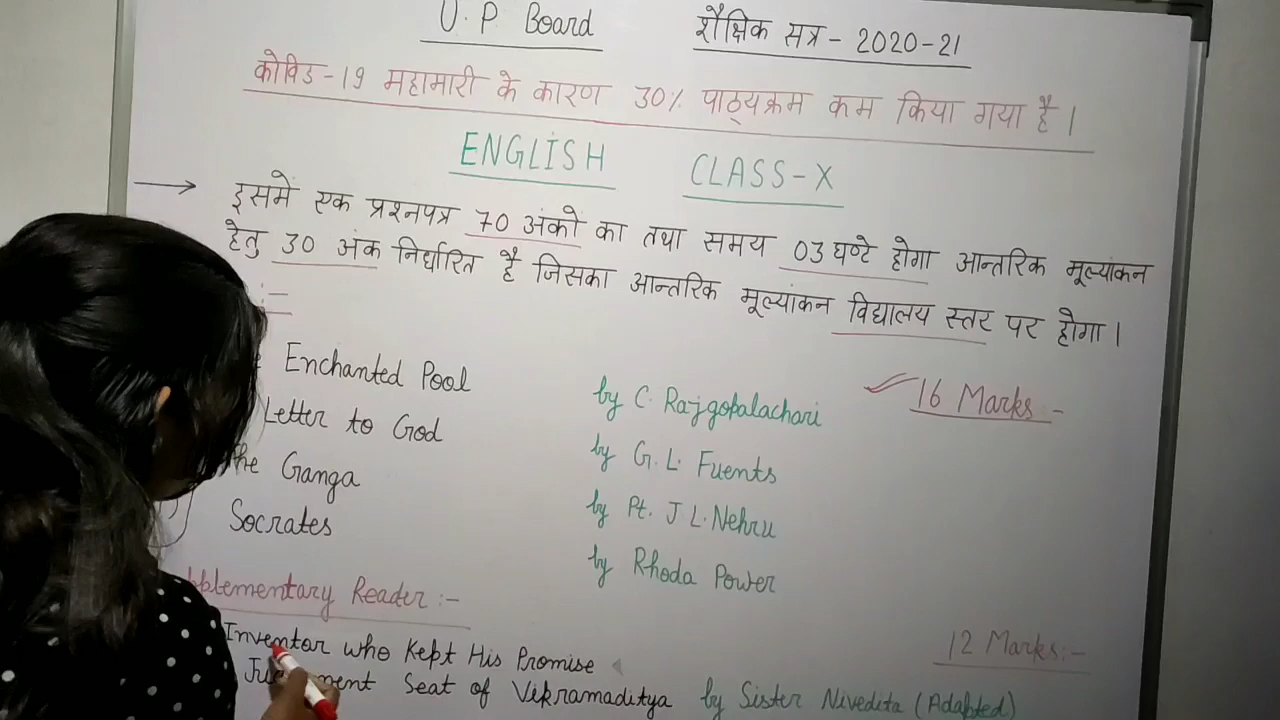 U. P. Board शैक्षिक सत्र - 2020-21
कोविड-19 महामारी के कारण 30% पाठ्यक्रम कम किया गया है।
ENGLISH CLASS-X
→ इसमें एक प्रश्नपत्र 70 अंको का तथा समय 03 घण्टे होगा आन्तरिक मूल्यांकन
हेतु 30 अंक निर्धारित है जिसका आन्तरिक मूल्यांकन विद्यालय स्तर पर होगा।
:-
Enchanted Pool by C. Rajgopalachari 16 Marks :-
Letter to God by G. L. Fuents
he Ganga by Pt. J L. Nehru
Socrates by Rhoda Power
plementary Reader :-
Inventor who Kept His Promise 12 Marks:-
Seat of Vikramaditya by Sister Nivedita (Adapted)